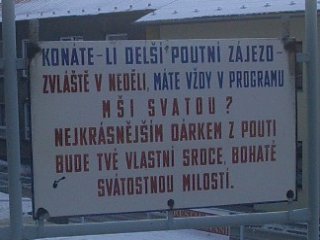 KONÁTE-LI DELŠÍ POUTNÍ ZÁJEZD-
ZVLÁŠTĚ V NEDĚLI, MÁTE VŽDY V PROGRAMU
MŠI SVATOU?
NEJKRÁSNĚJŠÍM DÁRKEM Z POUTI
BUDE TVÉ VLASTNÍ SRDCE, BOHATÉ
SVÁTOSTNOU MILOSTÍ.